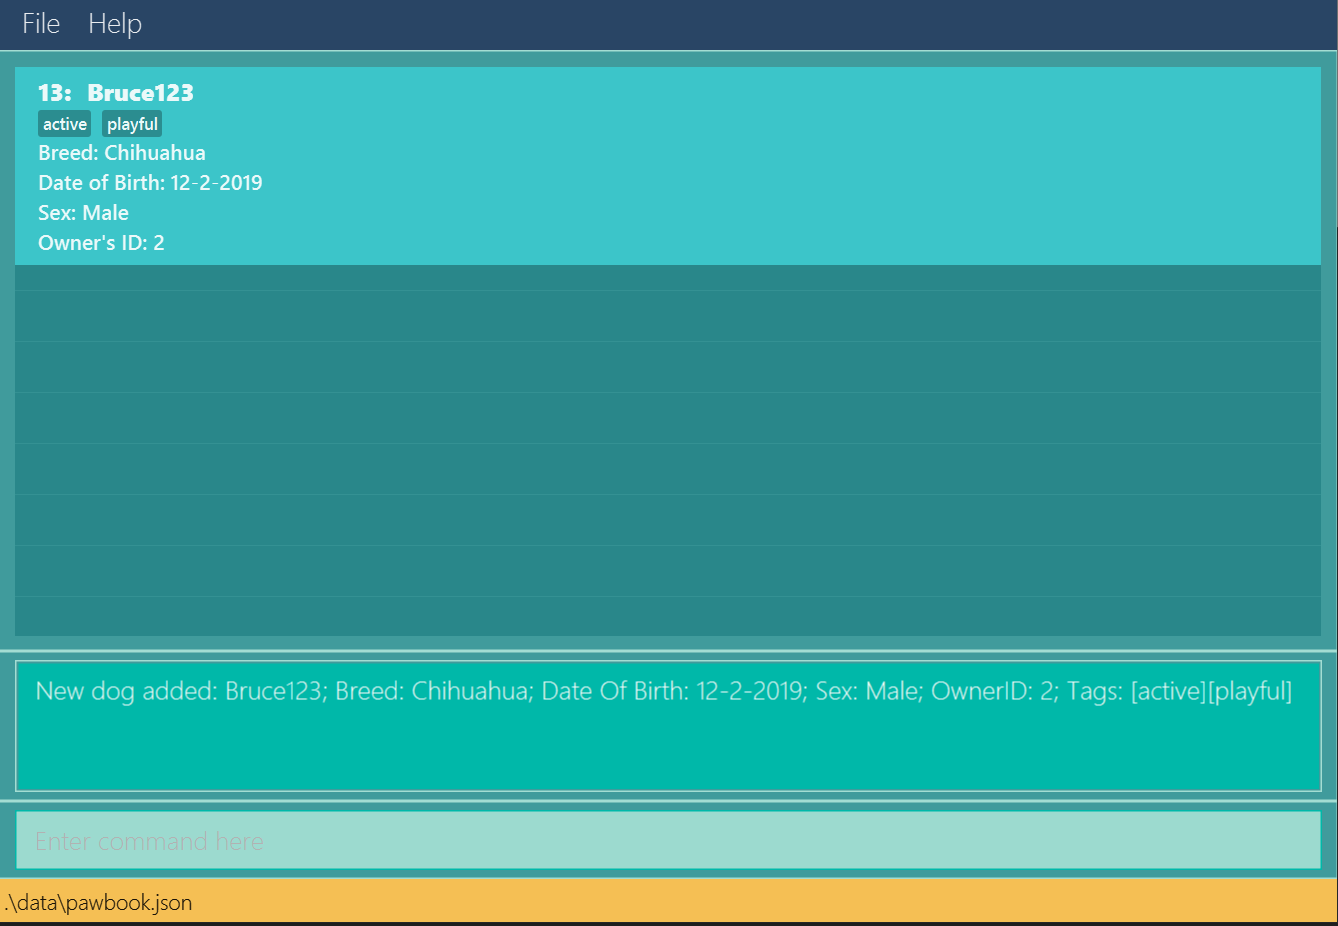 File Help
13: Bruce123
active playful
Breed: Chihuahua
Date of Birth: 12-2-2019
Sex: Male
Owner's ID: 2
New dog added: Bruce123; Breed: Chihuahua; Date Of Birth: 12-2-2019; Sex: Male; OwnerID: 2; Tags: [active][playful]
Enter command here
.\data\pawbook.json